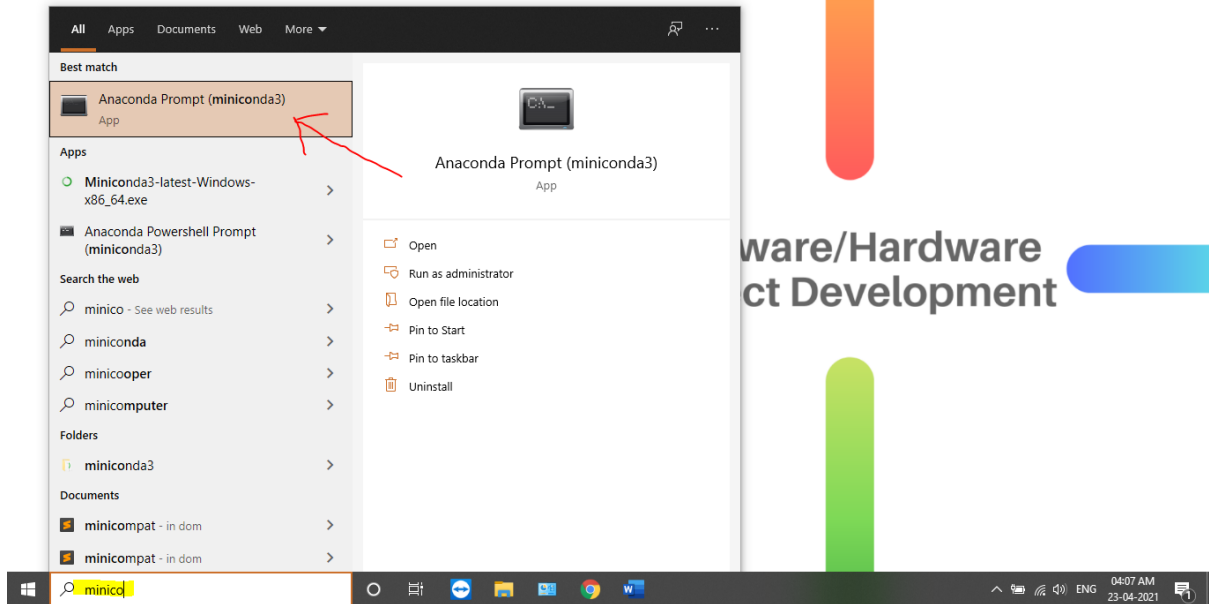 All Apps Documents Web More
Best match
Anaconda Prompt (miniconda3)
App
Apps
Miniconda3-latest-Windows-
x86_64.exe
Anaconda Powershell Prompt
(miniconda3)
Search the web
minico - See web results
miniconda
minicooper
minicomputer
Folders
miniconda3
Documents
minicompat - in dom
minicompat - in dom
minico
C:\_
Anaconda Prompt (miniconda3)
App
Open
Run as administrator
Open file location
Pin to Start
Pin to taskbar
Uninstall
ware/Hardware
ct Development
W
ENG
04:07 AM
23-04-2021
1